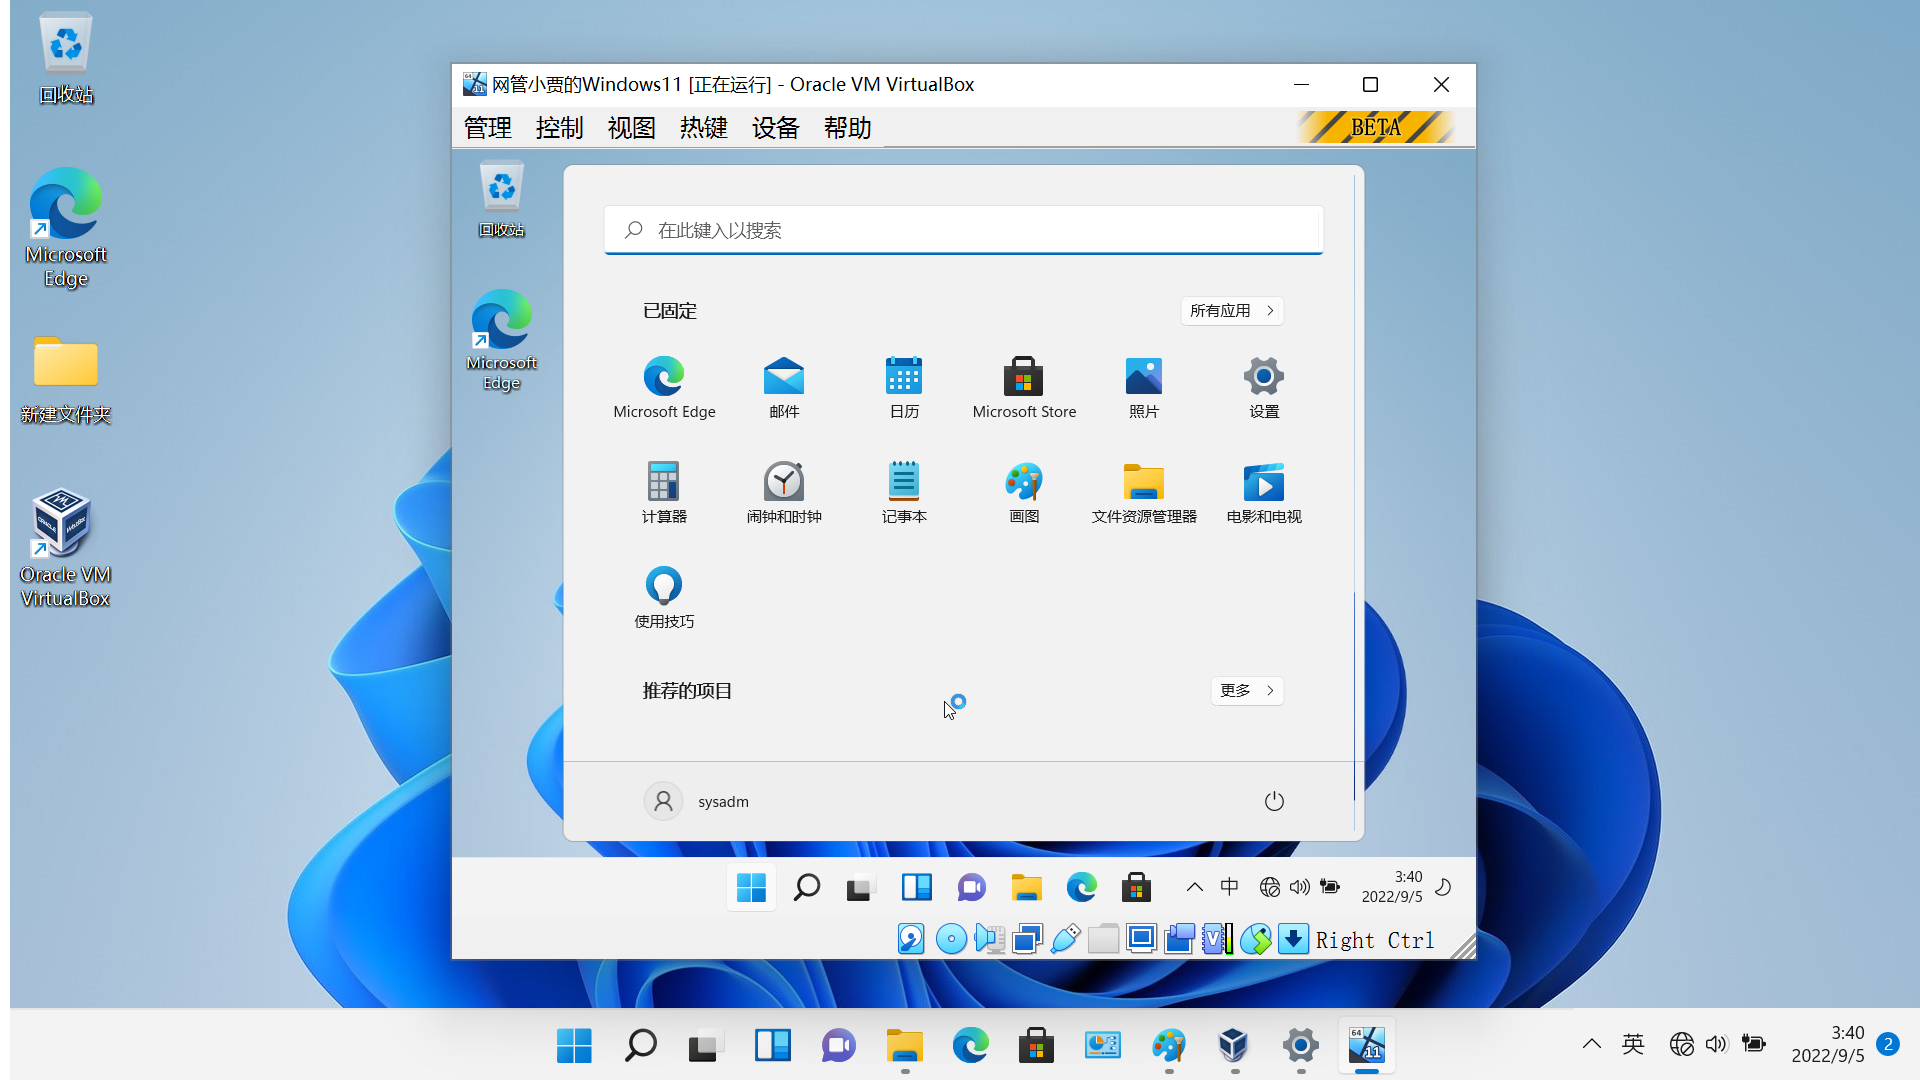 回收站
Microsoft
Edge
新建文件夹
Oracle VM
VirtualBox
网管小贾的Windows11 [正在运行] - Oracle VM VirtualBox
管理 控制 视图 热键 设备 帮助
BETA
回收站
Microsoft
Edge
在此键入以搜索
已固定
所有应用
Microsoft Edge 邮件 日历 Microsoft Store 照片 设置
计算器 闹钟和时钟 记事本 画图 文件资源管理器 电影和电视
使用技巧
推荐的项目
更多
sysadm
中
3:40
2022/9/5
Right Ctrl
英
3:40
2022/9/5
2